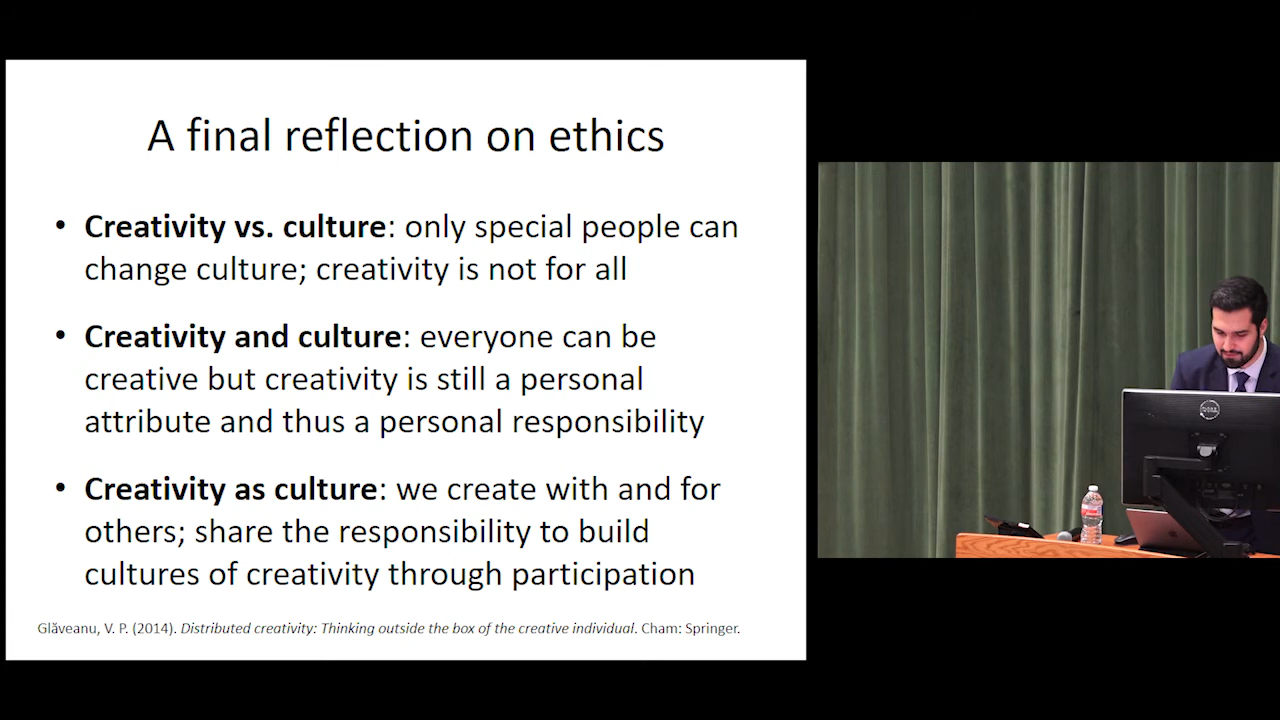 A final reflection on ethics
• Creativity vs. culture: only special people can
change culture; creativity is not for all
• Creativity and culture: everyone can be
creative but creativity is still a personal
attribute and thus a personal responsibility
• Creativity as culture: we create with and for
others; share the responsibility to build
cultures of creativity through participation
Glăveanu, V. P. (2014). Distributed creativity: Thinking outside the box of the creative individual. Cham: Springer.